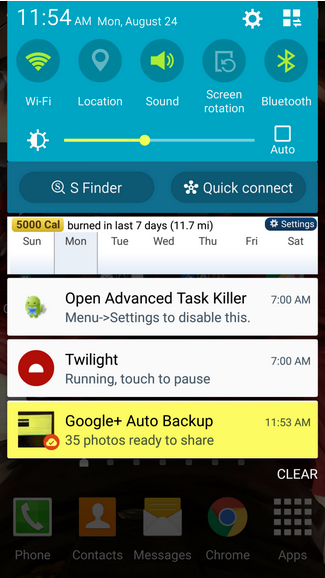 11:54 AM Mon, August 24
Wi-Fi
Location
Sound
Screen
rotation
Bluetooth
Auto
S Finder
Quick connect
5000 Cal burned in last 7 days (11.7 mi)
Settings
Sun Mon Tue Wed Thu Fri Sat
Open Advanced Task Killer 7:00 AM
Menu->Settings to disable this.
Twilight 7:00 AM
Running, touch to pause
Google+ Auto Backup 11:53 AM
35 photos ready to share
CLEAR
Phone Contacts Messages Chrome Apps